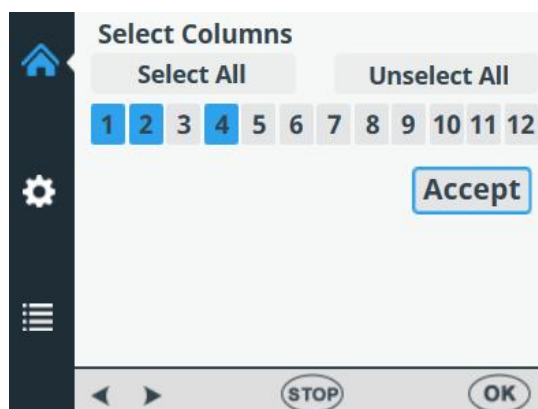 Select Columns
Select All Unselect All
1 2 3 4 5 6 7 8 9 10 11 12
Accept
STOP OK